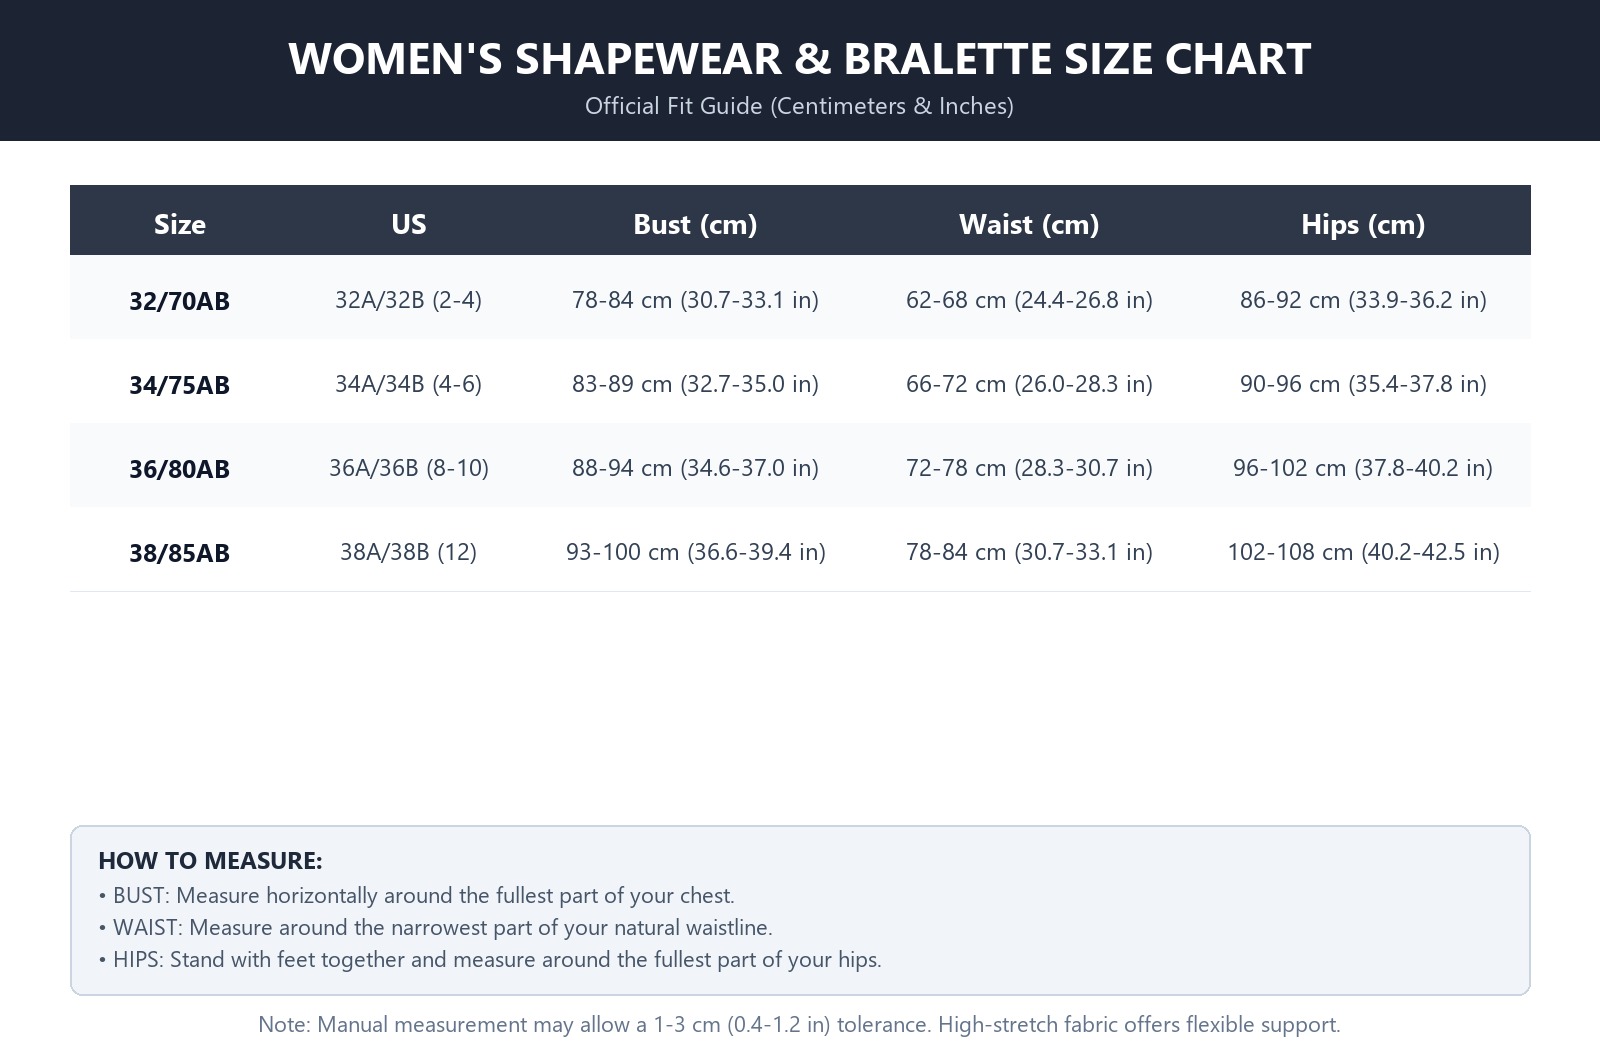 WOMEN'S SHAPEWEAR & BRALETTE SIZE CHART
Official Fit Guide (Centimeters & Inches)
Size US Bust (cm) Waist (cm) Hips (cm)
32/70AB 32A/32B (2-4) 78-84 cm (30.7-33.1 in) 62-68 cm (24.4-26.8 in) 86-92 cm (33.9-36.2 in)
34/75AB 34A/34B (4-6) 83-89 cm (32.7-35.0 in) 66-72 cm (26.0-28.3 in) 90-96 cm (35.4-37.8 in)
36/80AB 36A/36B (8-10) 88-94 cm (34.6-37.0 in) 72-78 cm (28.3-30.7 in) 96-102 cm (37.8-40.2 in)
38/85AB 38A/38B (12) 93-100 cm (36.6-39.4 in) 78-84 cm (30.7-33.1 in) 102-108 cm (40.2-42.5 in)
HOW TO MEASURE:
• BUST: Measure horizontally around the fullest part of your chest.
• WAIST: Measure around the narrowest part of your natural waistline.
• HIPS: Stand with feet together and measure around the fullest part of your hips.
Note: Manual measurement may allow a 1-3 cm (0.4-1.2 in) tolerance. High-stretch fabric offers flexible support.